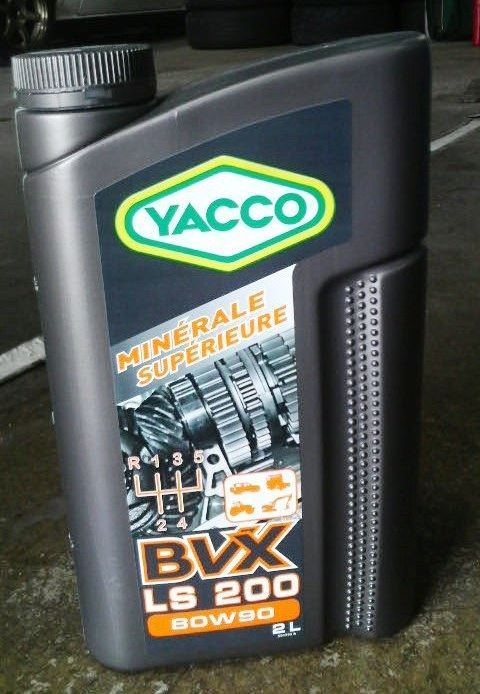 YACCO
MINÉRALE
SUPÉRIEURE
R 1 3 5
2 4
BVX
LS 200
80W90
2 L